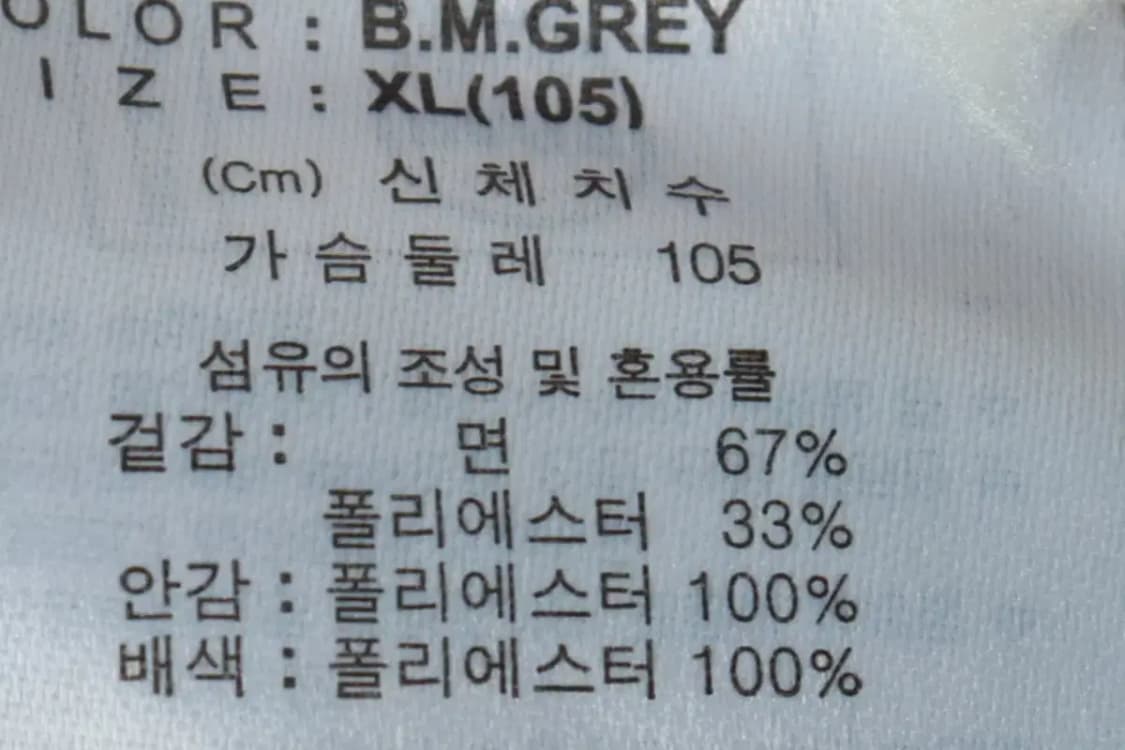 OLOR : B.M.GREY
IZE : XL(105)
(Cm) 신체치수
가슴둘레 105
섬유의 조성 및 혼용률
겉감 : 면 67%
폴리에스터 33%
안감 : 폴리에스터 100%
배색 : 폴리에스터 100%